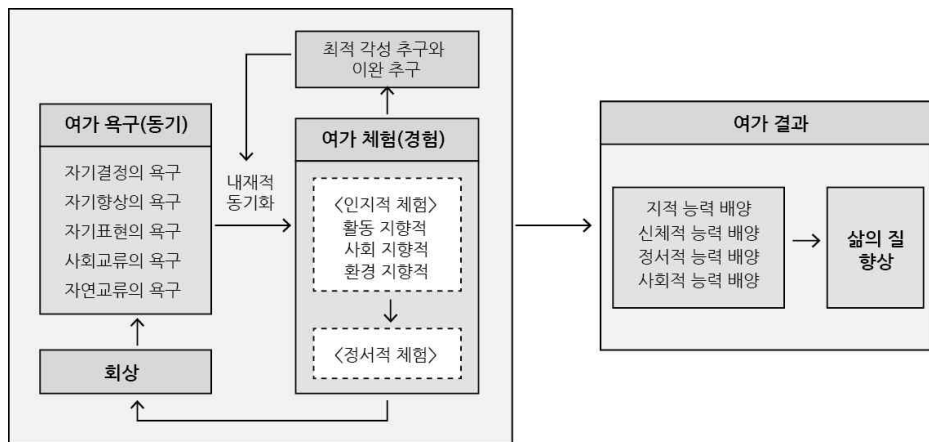 최적 각성 추구와
이완 추구
여가 욕구(동기)
자기결정의 욕구
자기향상의 욕구
자기표현의 욕구
사회교류의 욕구
자연교류의 욕구
회상
내재적
동기화
여가 체험(경험)
<인지적 체험>
활동 지향적
사회 지향적
환경 지향적
<정서적 체험>
여가 결과
지적 능력 배양
신체적 능력 배양
정서적 능력 배양
사회적 능력 배양
삶의 질
향상